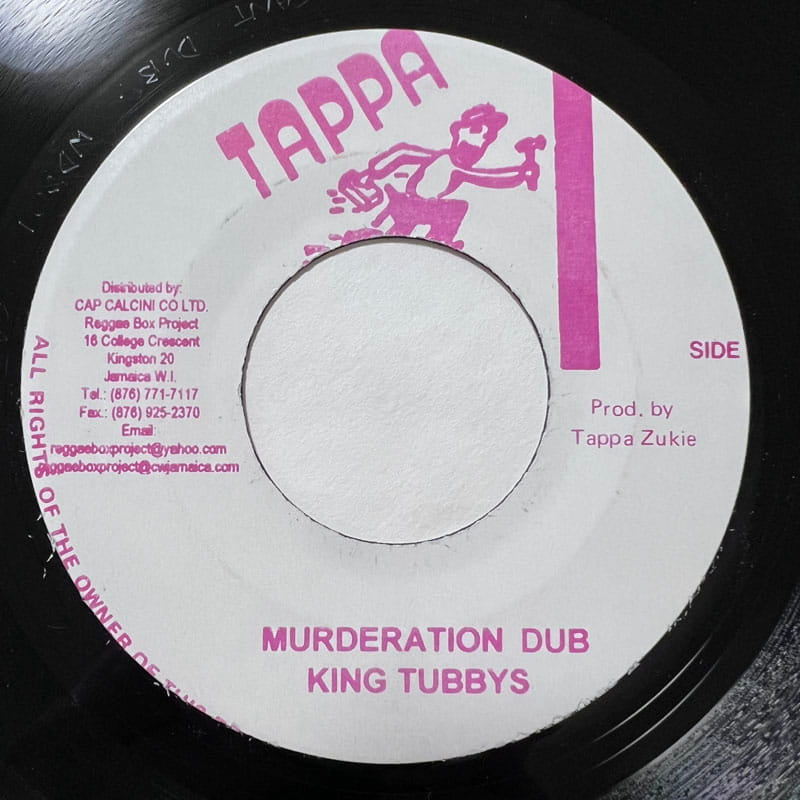 TAPPA
Distributed by:
CAP CALCINI CO LTD.
Reggae Box Project
16 College Crescent
Kingston 20
Jamaica W.I.
Tel.: (876) 771-7117
Fax.: (876) 925-2370
Email:
reggaeboxproject@yahoo.com
reggaeboxproject@cwjamaica.com
SIDE
Prod. by
Tappa Zukie
ALL RIGHTS OF THE OWNER OF THIS
MURDERATION DUB
KING TUBBYS